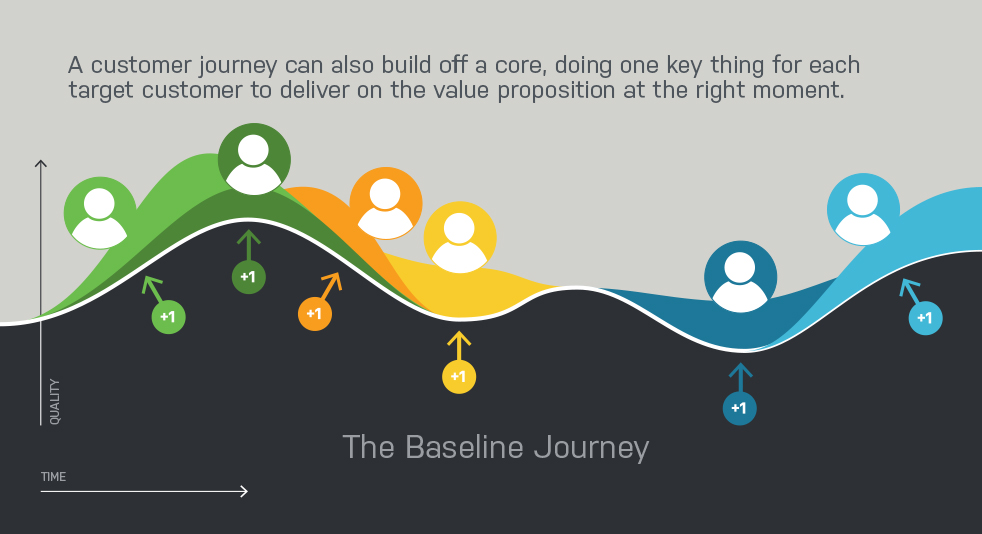 A customer journey can also build off a core, doing one key thing for each
target customer to deliver on the value proposition at the right moment.
+1
+1
+1
+1
+1
+1
QUALITY
The Baseline Journey
TIME